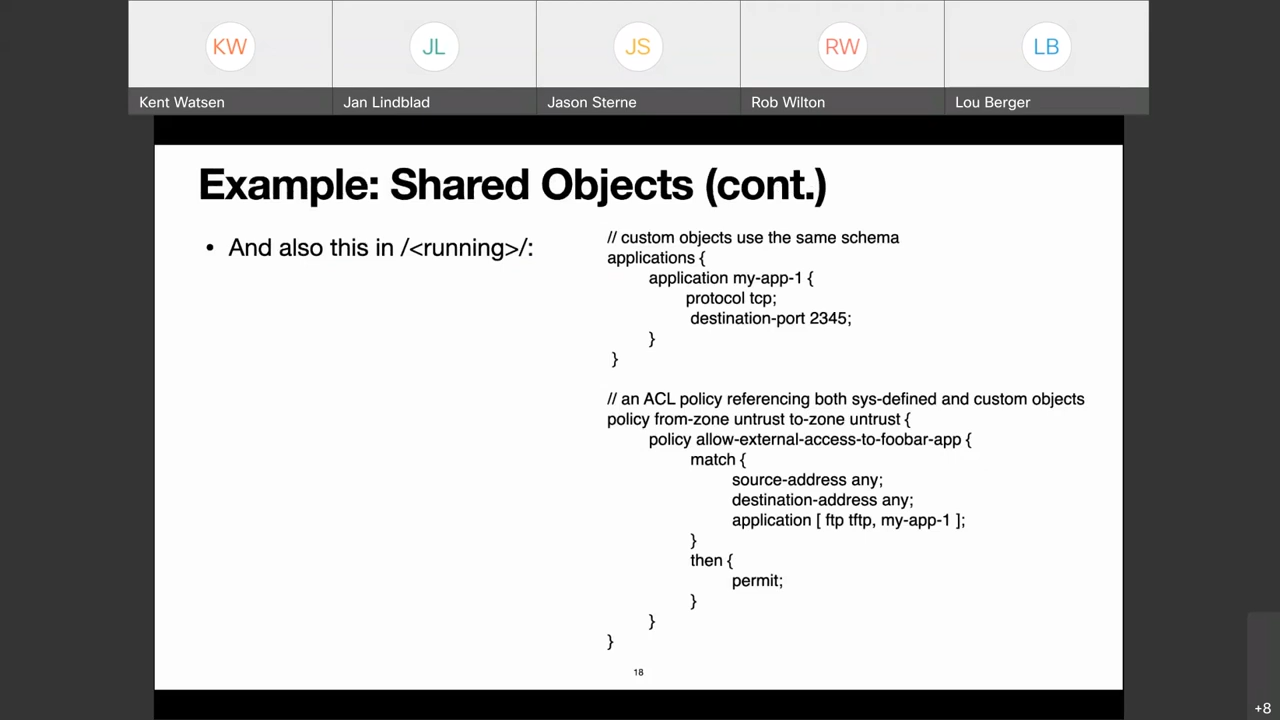 KW
JL
JS
RW
LB
Kent Watsen
Jan Lindblad
Jason Sterne
Rob Wilton
Lou Berger
Example: Shared Objects (cont.)
• And also this in /<running>/:
// custom objects use the same schema
applications {
application my-app-1 {
protocol tcp;
destination-port 2345;
}
}
// an ACL policy referencing both sys-defined and custom objects
policy from-zone untrust to-zone untrust {
policy allow-external-access-to-foobar-app {
match {
source-address any;
destination-address any;
application [ ftp tftp, my-app-1 ];
}
then {
permit;
}
}
}
18
+8